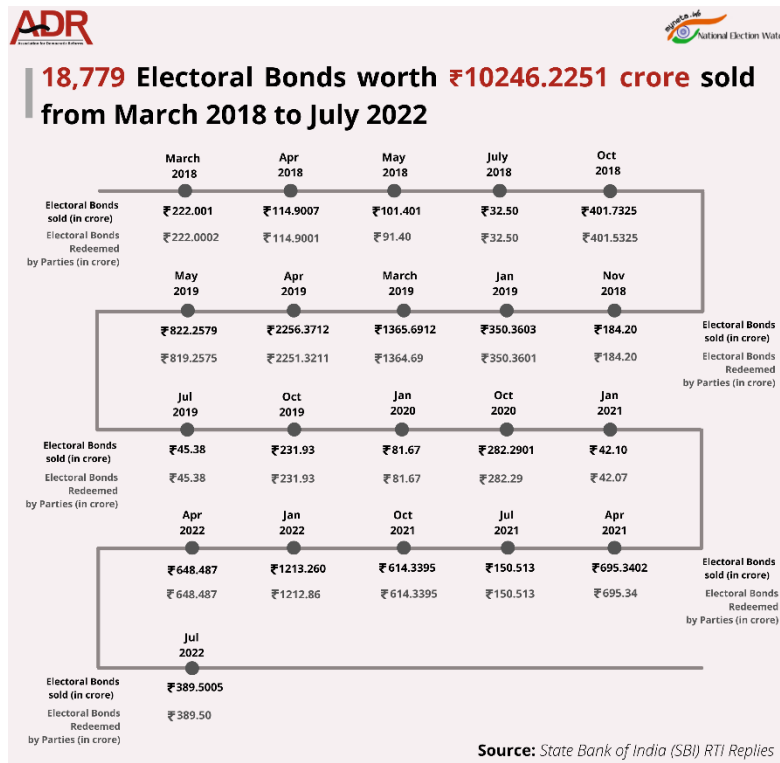 ADR
Association for Democratic Reforms
myneta.info
National Election Wat
18,779 Electoral Bonds worth ₹10246.2251 crore sold
from March 2018 to July 2022
March Apr May July Oct
2018 2018 2018 2018 2018
Electoral Bonds
sold (in crore)
₹222.001 ₹114.9007 ₹101.401 ₹32.50 ₹401.7325
Electoral Bonds
Redeemed
by Parties (in crore)
₹222.0002 ₹114.9001 ₹91.40 ₹32.50 ₹401.5325
May Apr March Jan Nov
2019 2019 2019 2019 2018
₹822.2579 ₹2256.3712 ₹1365.6912 ₹350.3603 ₹184.20
Electoral Bonds
sold (in crore)
₹819.2575 ₹2251.3211 ₹1364.69 ₹350.3601 ₹184.20
Electoral Bonds
Redeemed
by Parties (in crore)
Jul Oct Jan Oct Jan
2019 2019 2020 2020 2021
Electoral Bonds
sold (in crore)
₹45.38 ₹231.93 ₹81.67 ₹282.2901 ₹42.10
Electoral Bonds
Redeemed
by Parties (in crore)
₹45.38 ₹231.93 ₹81.67 ₹282.29 ₹42.07
Apr Jan Oct Jul Apr
2022 2022 2021 2021 2021
₹648.487 ₹1213.260 ₹614.3395 ₹150.513 ₹695.3402
Electoral Bonds
sold (in crore)
₹648.487 ₹1212.86 ₹614.3395 ₹150.513 ₹695.34
Electoral Bonds
Redeemed
by Parties (in crore)
Jul
2022
Electoral Bonds
sold (in crore)
₹389.5005
Electoral Bonds
Redeemed
by Parties (in crore)
₹389.50
Source: State Bank of India (SBI) RTI Replies